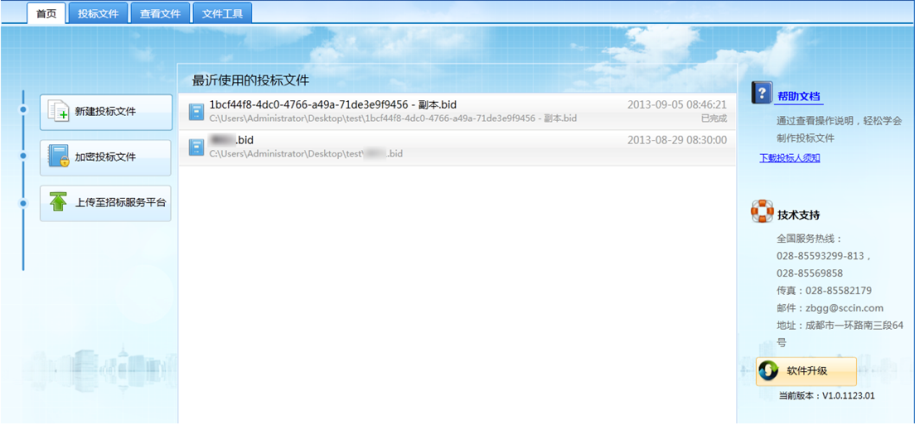 首页 投标文件 查看文件 文件工具
最近使用的投标文件
新建投标文件
加密投标文件
上传至招标服务平台
1bcf44f8-4dc0-4766-a49a-71de3e9f9456 - 副本.bid 2013-09-05 08:46:21
C:\Users\Administrator\Desktop\test\1bcf44f8-4dc0-4766-a49a-71de3e9f9456 - 副本.bid 已完成
.bid 2013-08-29 08:30:00
C:\Users\Administrator\Desktop\test\ .bid
帮助文档
通过查看操作说明，轻松学会
制作投标文件
下载投标人须知
技术支持
全国服务热线：
028-85593299-813，
028-85569858
传真：028-85582179
邮件：zbgg@sccin.com
地址：成都市一环路南三段64
号
软件升级
当前版本：V1.0.1123.01